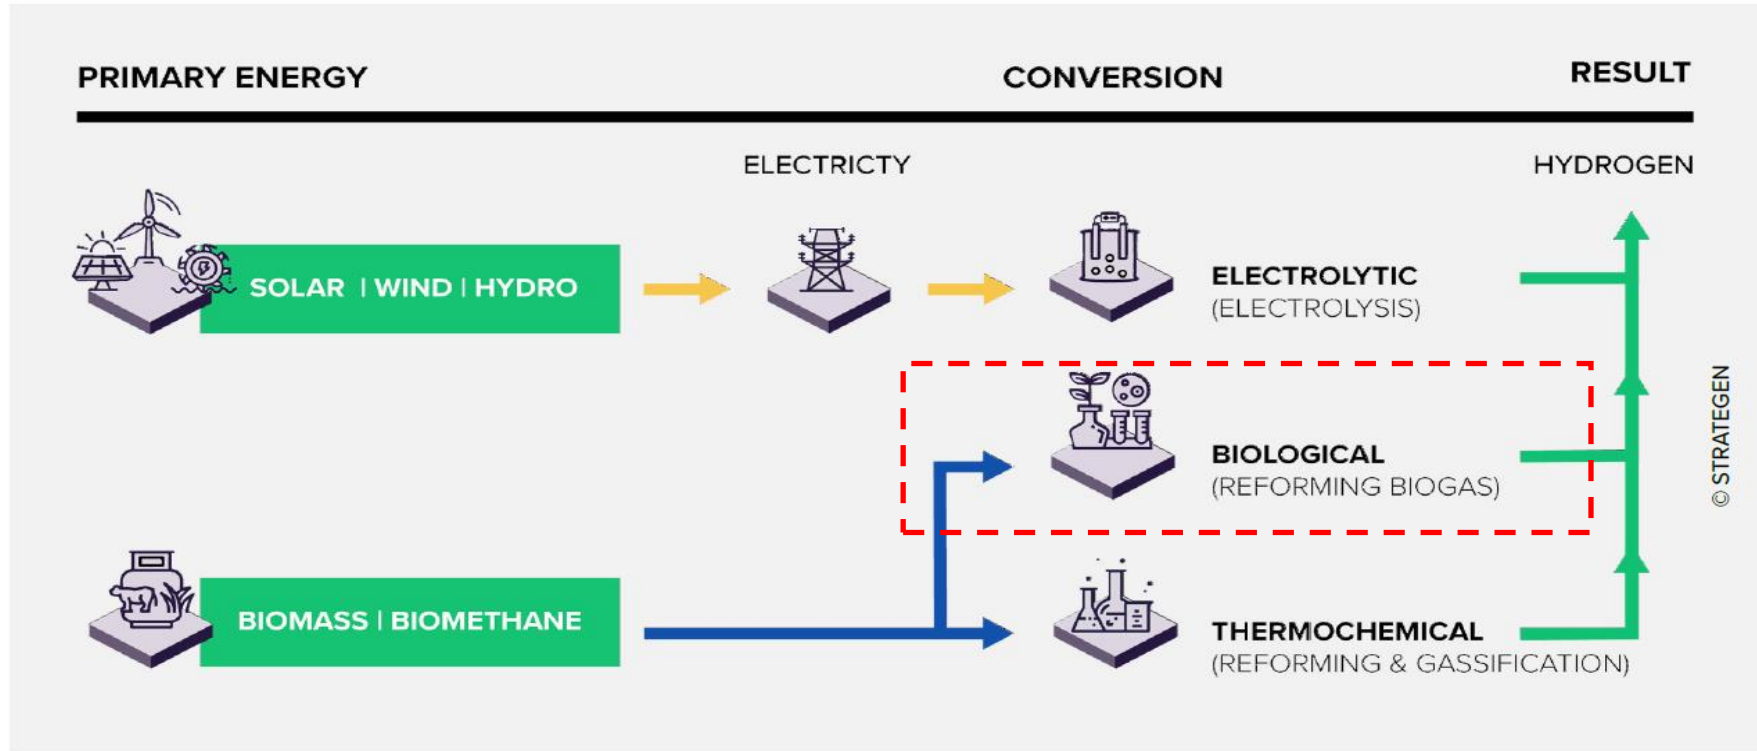 PRIMARY ENERGY
CONVERSION
RESULT
ELECTRICTY
HYDROGEN
SOLAR | WIND | HYDRO
ELECTROLYTIC
(ELECTROLYSIS)
BIOLOGICAL
(REFORMING BIOGAS)
BIOMASS | BIOMETHANE
THERMOCHEMICAL
(REFORMING & GASSIFICATION)
© STRATEGEN